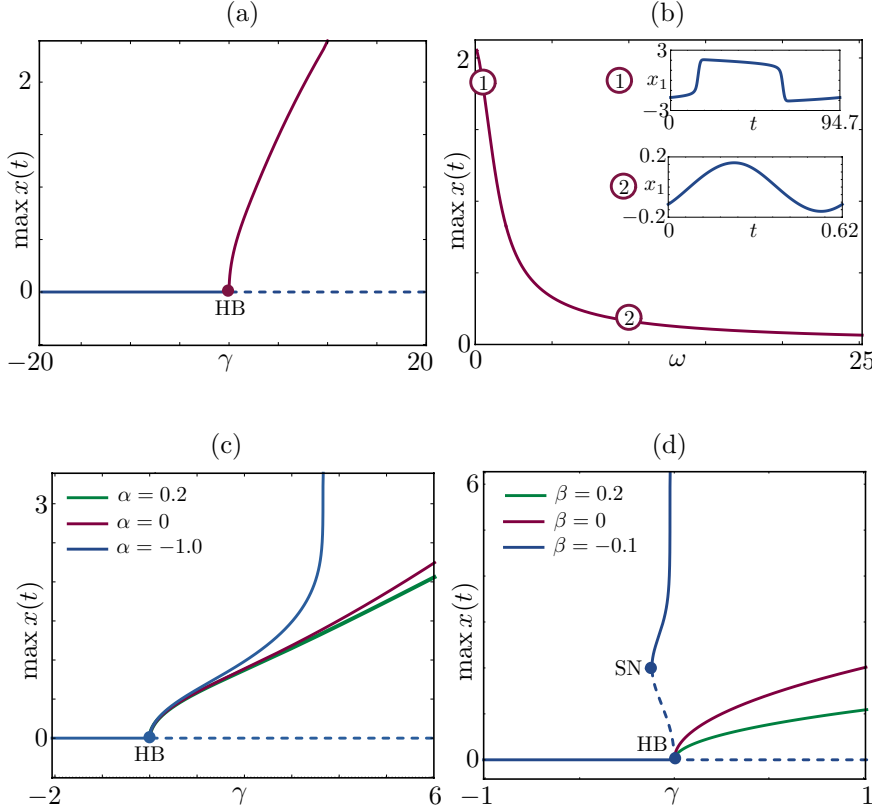 (a)
max x(t)
2
0
HB
−20
γ
20
(b)
max x(t)
2
0
1
2
0
ω
25
1
x₁
3
−3
0
t
94.7
2
x₁
0.2
−0.2
0
t
0.62
(c)
max x(t)
3
0
α = 0.2
α = 0
α = −1.0
HB
−2
γ
6
(d)
max x(t)
6
0
β = 0.2
β = 0
β = −0.1
SN
HB
−1
γ
1